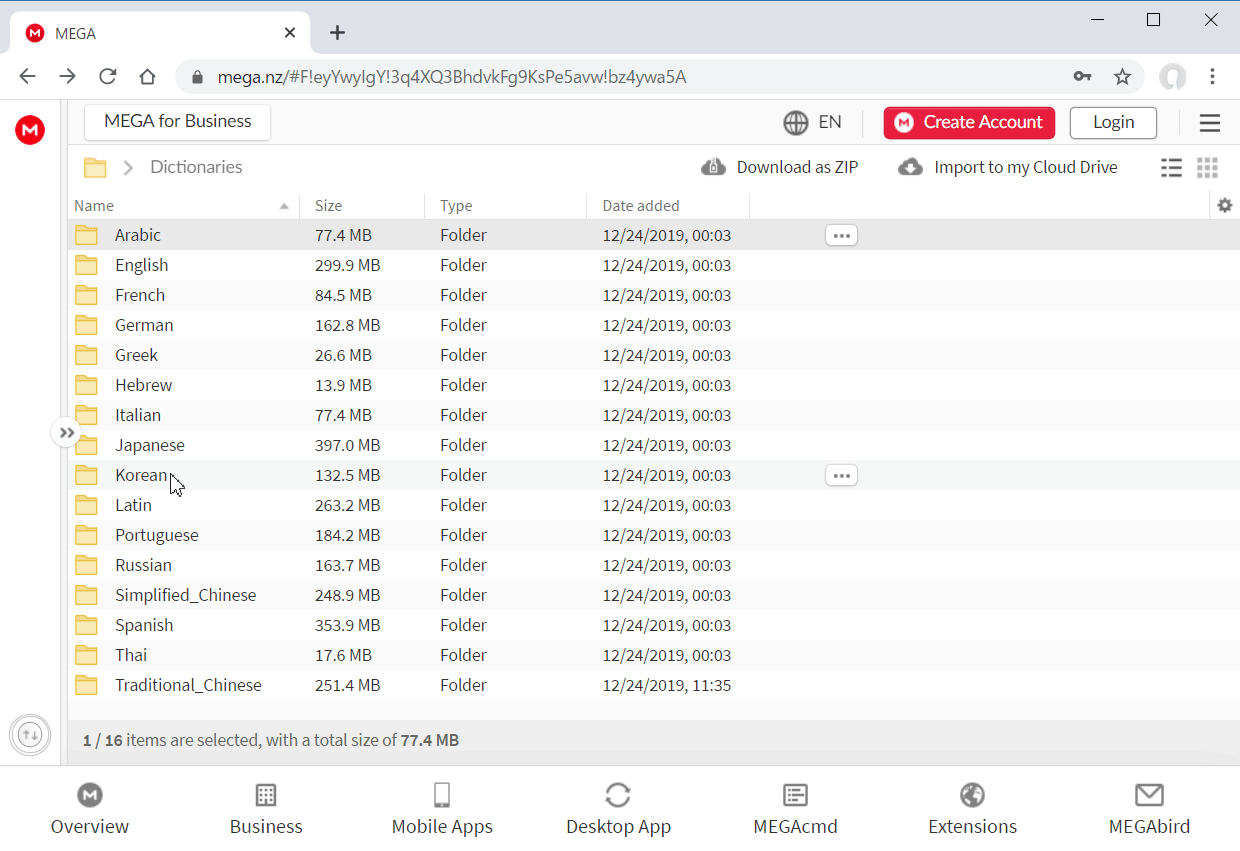 MEGA
mega.nz/#F!eyYwyIgY!3q4XQ3BhdvkFg9KsPe5avw!bz4ywa5A
MEGA for Business
EN
Create Account
Login
Dictionaries
Download as ZIP
Import to my Cloud Drive
Name Size Type Date added
Arabic 77.4 MB Folder 12/24/2019, 00:03
English 299.9 MB Folder 12/24/2019, 00:03
French 84.5 MB Folder 12/24/2019, 00:03
German 162.8 MB Folder 12/24/2019, 00:03
Greek 26.6 MB Folder 12/24/2019, 00:03
Hebrew 13.9 MB Folder 12/24/2019, 00:03
Italian 77.4 MB Folder 12/24/2019, 00:03
Japanese 397.0 MB Folder 12/24/2019, 00:03
Korean 132.5 MB Folder 12/24/2019, 00:03
Latin 263.2 MB Folder 12/24/2019, 00:03
Portuguese 184.2 MB Folder 12/24/2019, 00:03
Russian 163.7 MB Folder 12/24/2019, 00:03
Simplified_Chinese 248.9 MB Folder 12/24/2019, 00:03
Spanish 353.9 MB Folder 12/24/2019, 00:03
Thai 17.6 MB Folder 12/24/2019, 00:03
Traditional_Chinese 251.4 MB Folder 12/24/2019, 11:35
1 / 16 items are selected, with a total size of 77.4 MB
Overview Business Mobile Apps Desktop App MEGAcmd Extensions MEGAbird